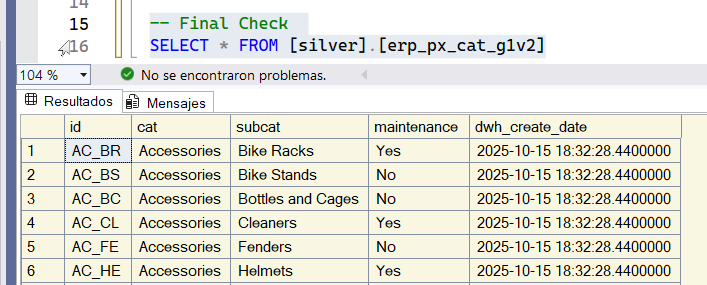 15 -- Final Check
16 SELECT * FROM [silver].[erp_px_cat_g1v2]
104 % No se encontraron problemas.
Resultados Mensajes
id cat subcat maintenance dwh_create_date
1 AC_BR Accessories Bike Racks Yes 2025-10-15 18:32:28.4400000
2 AC_BS Accessories Bike Stands No 2025-10-15 18:32:28.4400000
3 AC_BC Accessories Bottles and Cages No 2025-10-15 18:32:28.4400000
4 AC_CL Accessories Cleaners Yes 2025-10-15 18:32:28.4400000
5 AC_FE Accessories Fenders No 2025-10-15 18:32:28.4400000
6 AC_HE Accessories Helmets Yes 2025-10-15 18:32:28.4400000